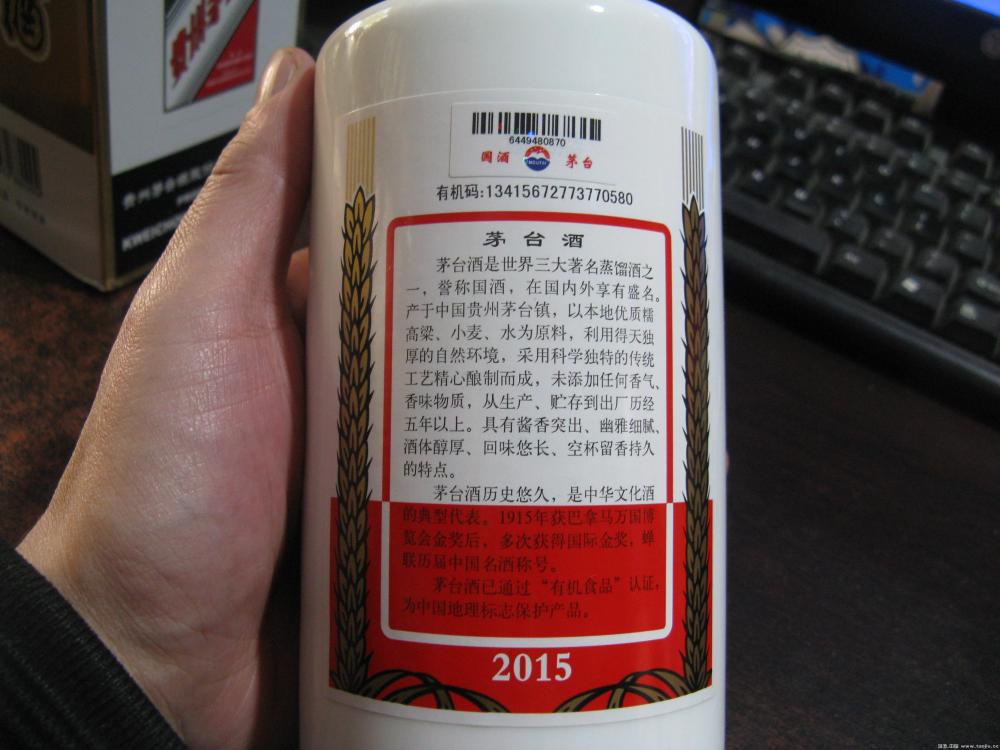 6449480870
国酒 茅台
MOUTAI
有机码:13415672773770580
茅台酒
茅台酒是世界三大著名蒸馏酒之
一，誉称国酒，在国内外享有盛名。
产于中国贵州茅台镇，以本地优质糯
高粱、小麦、水为原料，利用得天独
厚的自然环境，采用科学独特的传统
工艺精心酿制而成，未添加任何香气、
香味物质，从生产、贮存到出厂历经
五年以上。具有酱香突出、幽雅细腻、
酒体醇厚、回味悠长、空杯留香持久
的特点。
茅台酒历史悠久，是中华文化酒
的典型代表。1915年获巴拿马万国博
览会金奖后，多次获得国际金奖，蝉
联历届中国名酒称号。
茅台酒已通过“有机食品”认证，
为中国地理标志保护产品。
2015
酒
贵州茅
贵州茅台酒
KWEICH